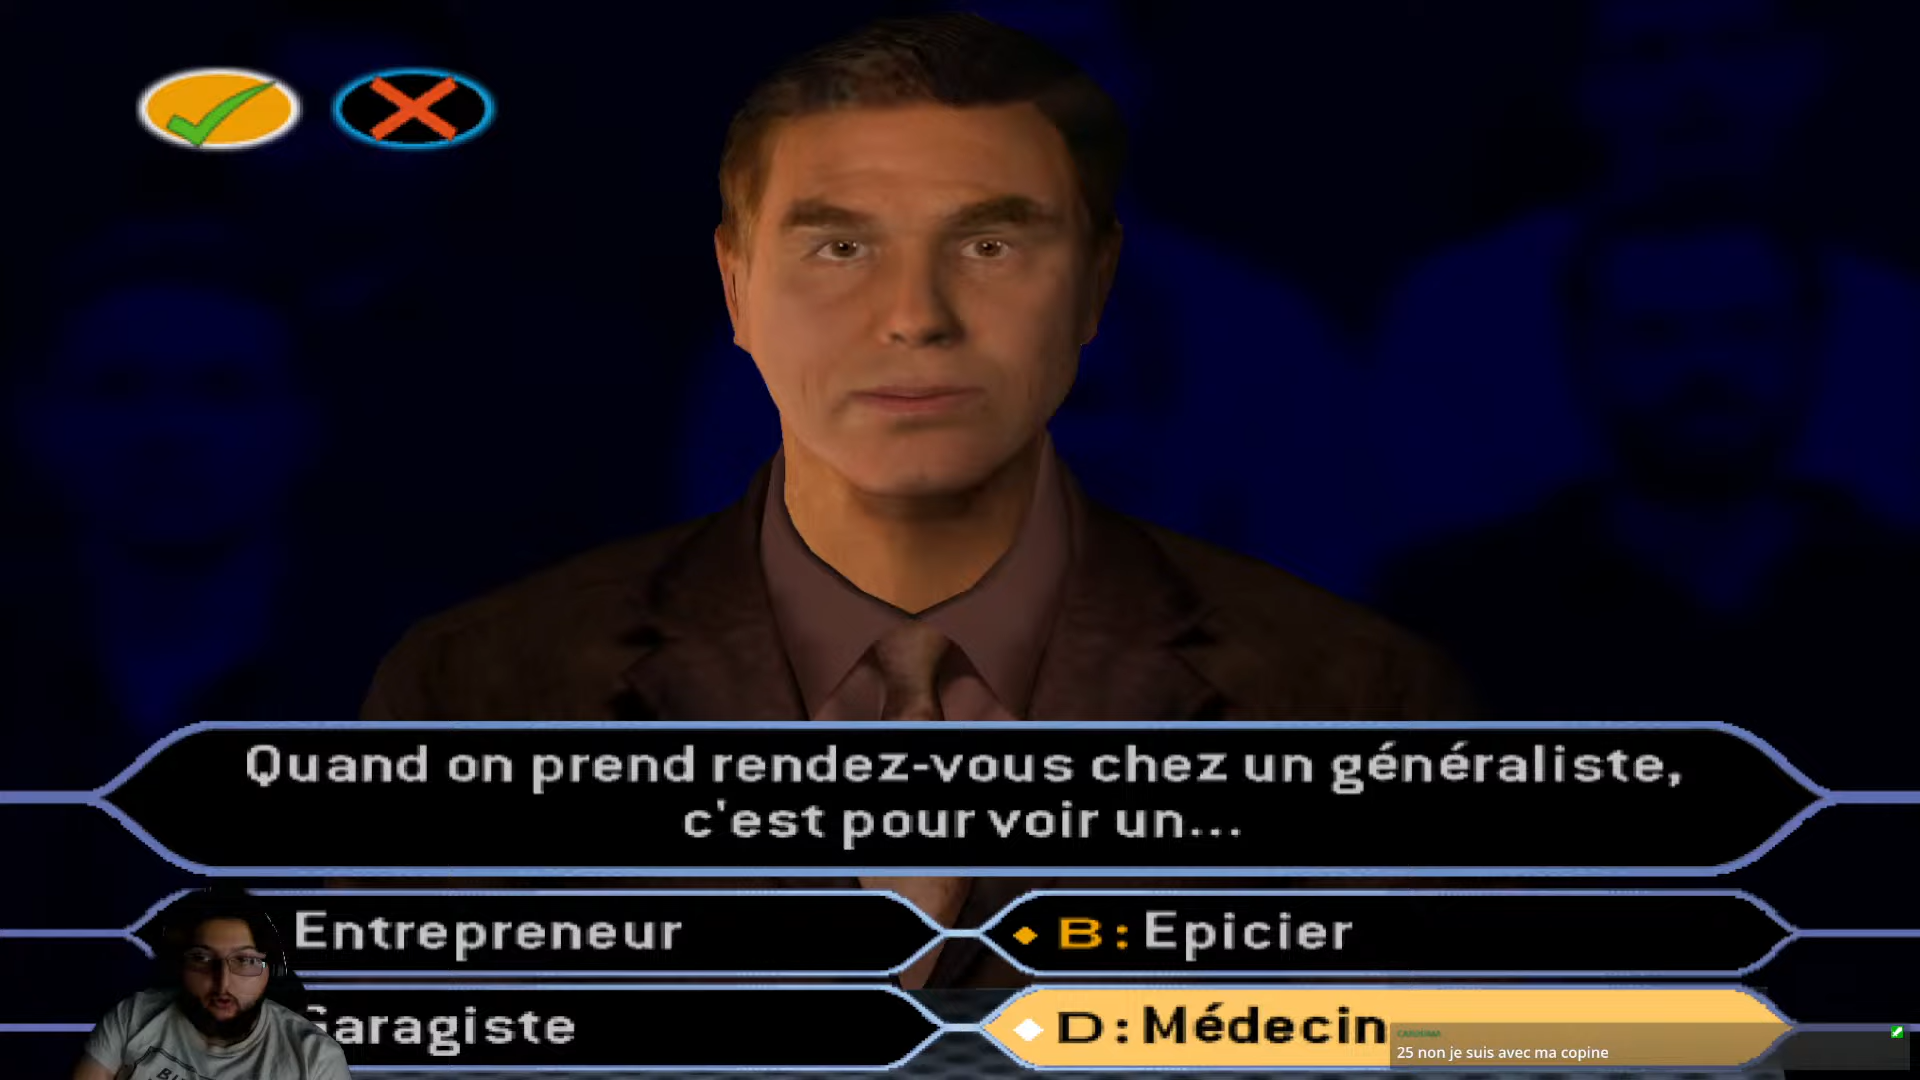 Quand on prend rendez-vous chez un généraliste,
c'est pour voir un...
Entrepreneur
B: Epicier
Garagiste
D: Médecin
25 non je suis avec ma copine